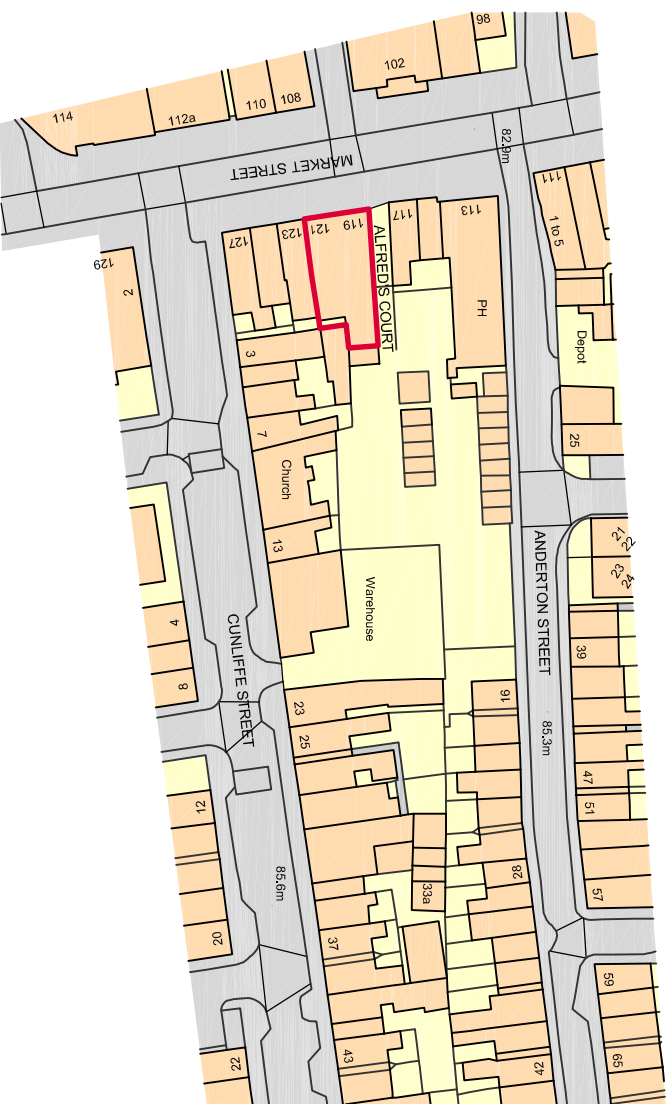 98
102
108
110
112a
114
82.9m
MARKET STREET
111
1 to 5
113
117
119
121
123
127
129
2
ALFRED'S COURT
PH
Depot
3
25
7
Church
13
21
22
23
24
ANDERTON STREET
Warehouse
4
CUNLIFFE STREET
39
8
16
23
25
85.3m
47
51
12
28
85.6m
33a
57
20
37
59
43
22
42
65